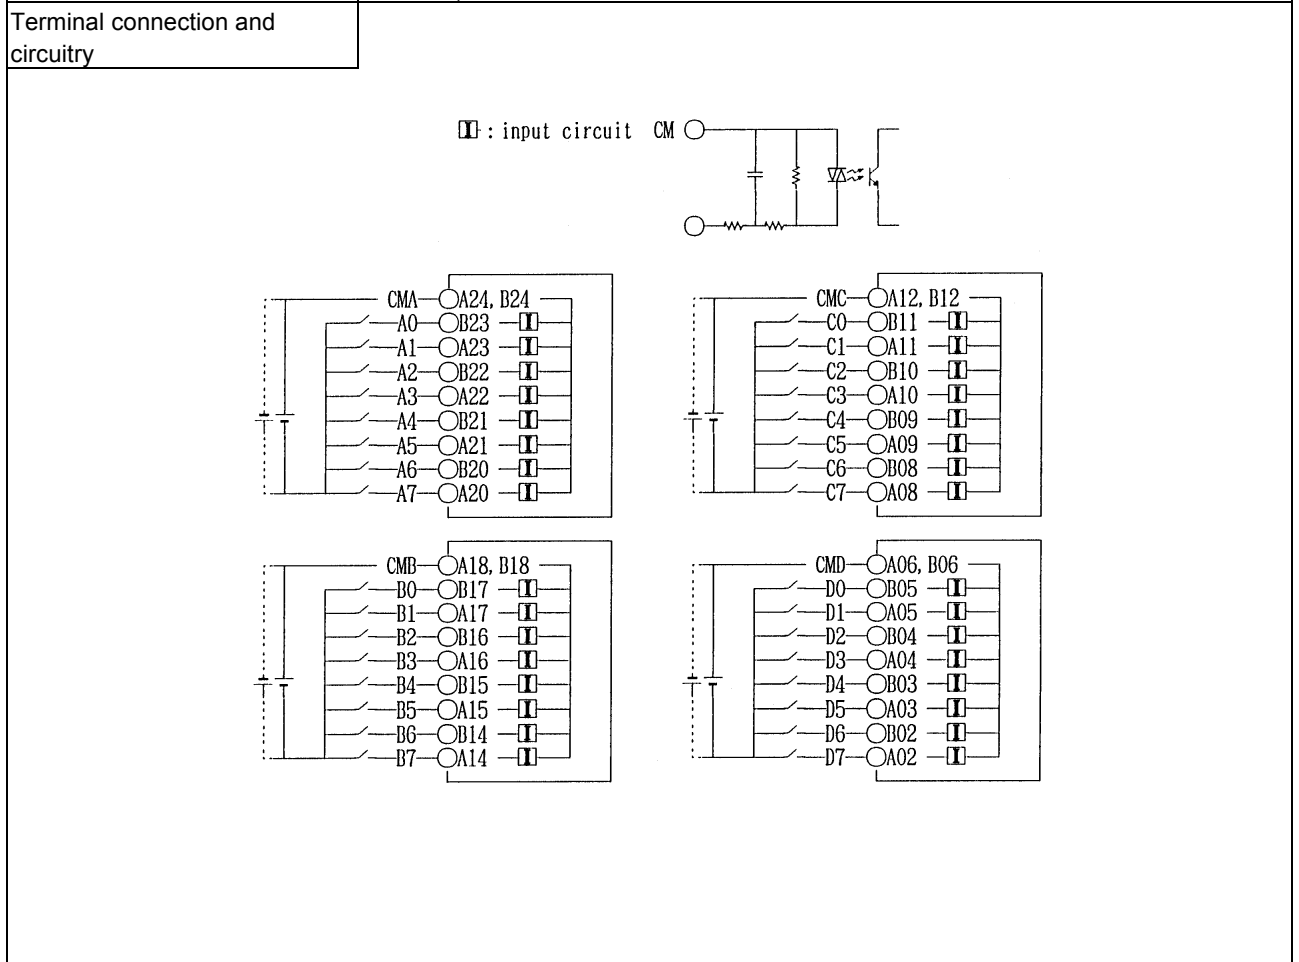 Terminal connection and
circuitry
I : input circuit CM
CMA A24, B24
A0 B23 I
A1 A23 I
A2 B22 I
A3 A22 I
A4 B21 I
A5 A21 I
A6 B20 I
A7 A20 I
CMC A12, B12
C0 B11 I
C1 A11 I
C2 B10 I
C3 A10 I
C4 B09 I
C5 A09 I
C6 B08 I
C7 A08 I
CMB A18, B18
B0 B17 I
B1 A17 I
B2 B16 I
B3 A16 I
B4 B15 I
B5 A15 I
B6 B14 I
B7 A14 I
CMD A06, B06
D0 B05 I
D1 A05 I
D2 B04 I
D3 A04 I
D4 B03 I
D5 A03 I
D6 B02 I
D7 A02 I